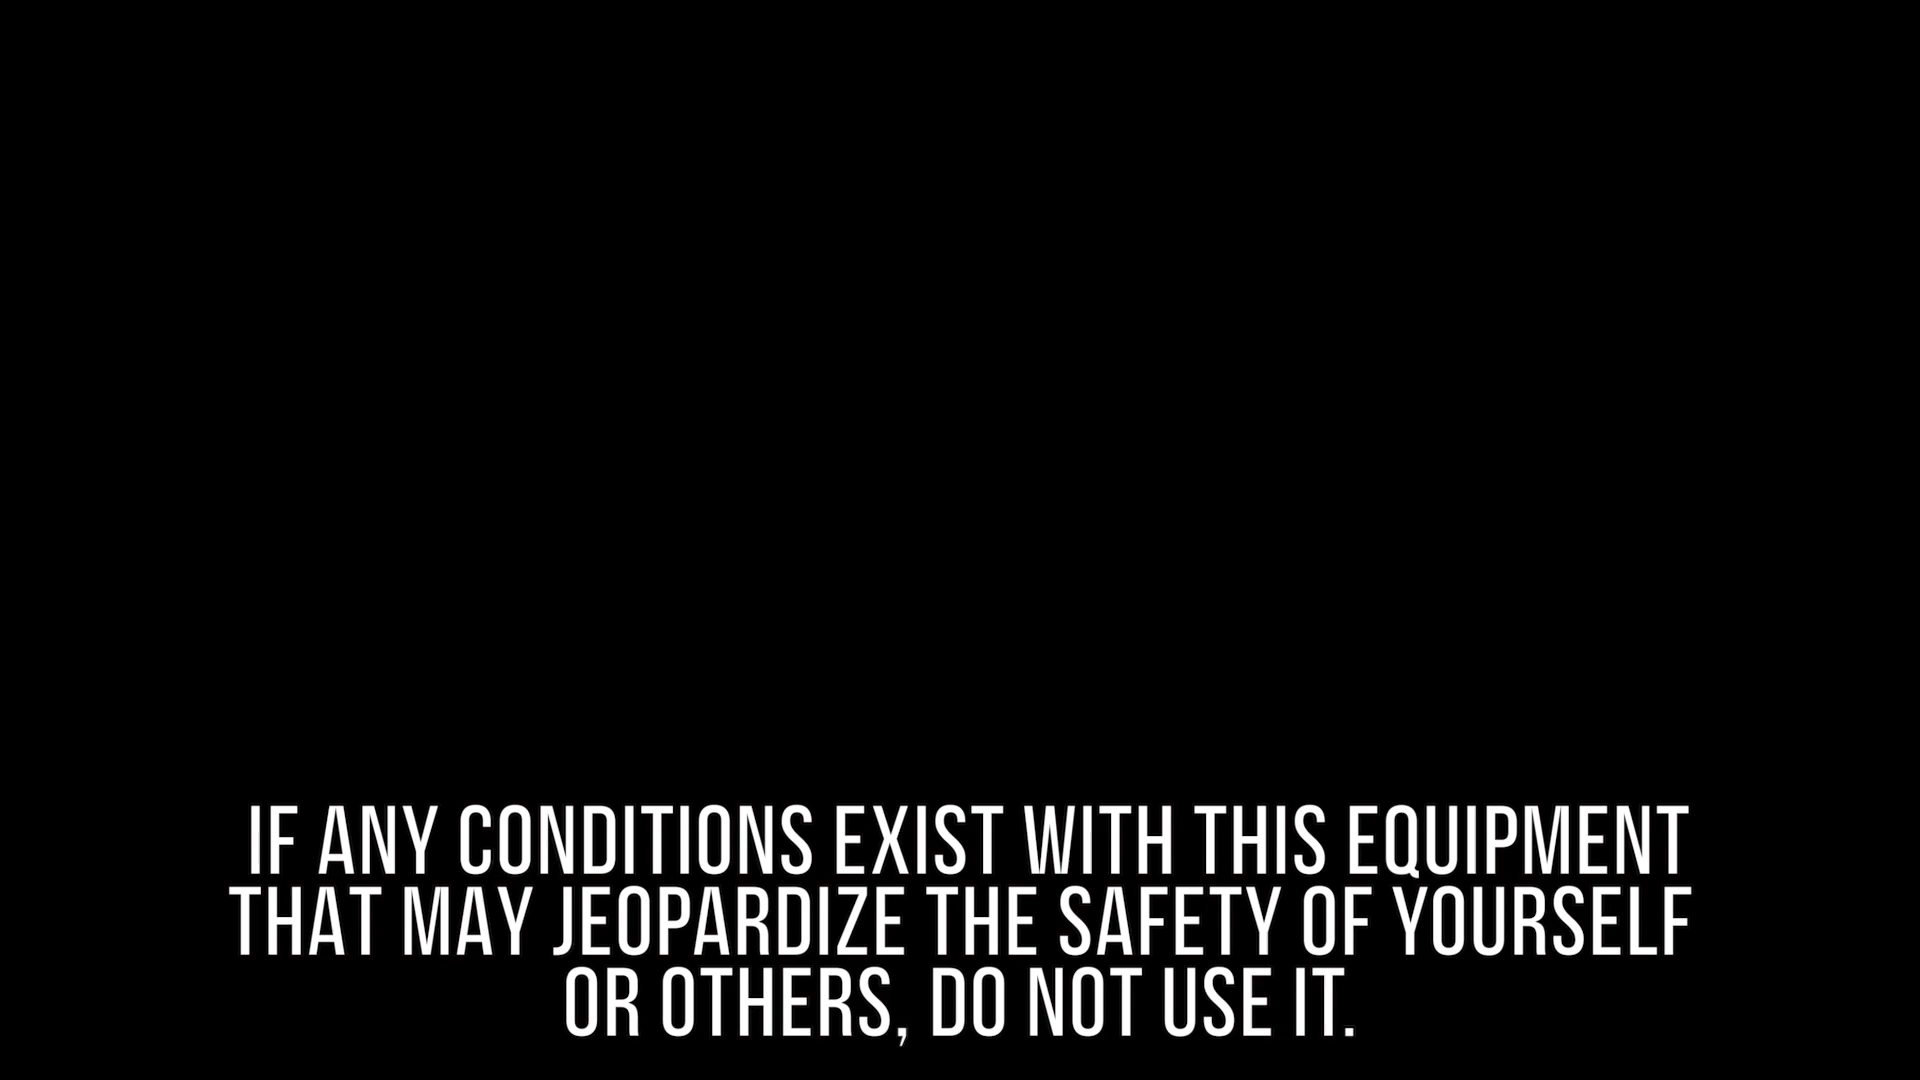 IF ANY CONDITIONS EXIST WITH THIS EQUIPMENT
THAT MAY JEOPARDIZE THE SAFETY OF YOURSELF
OR OTHERS, DO NOT USE IT.